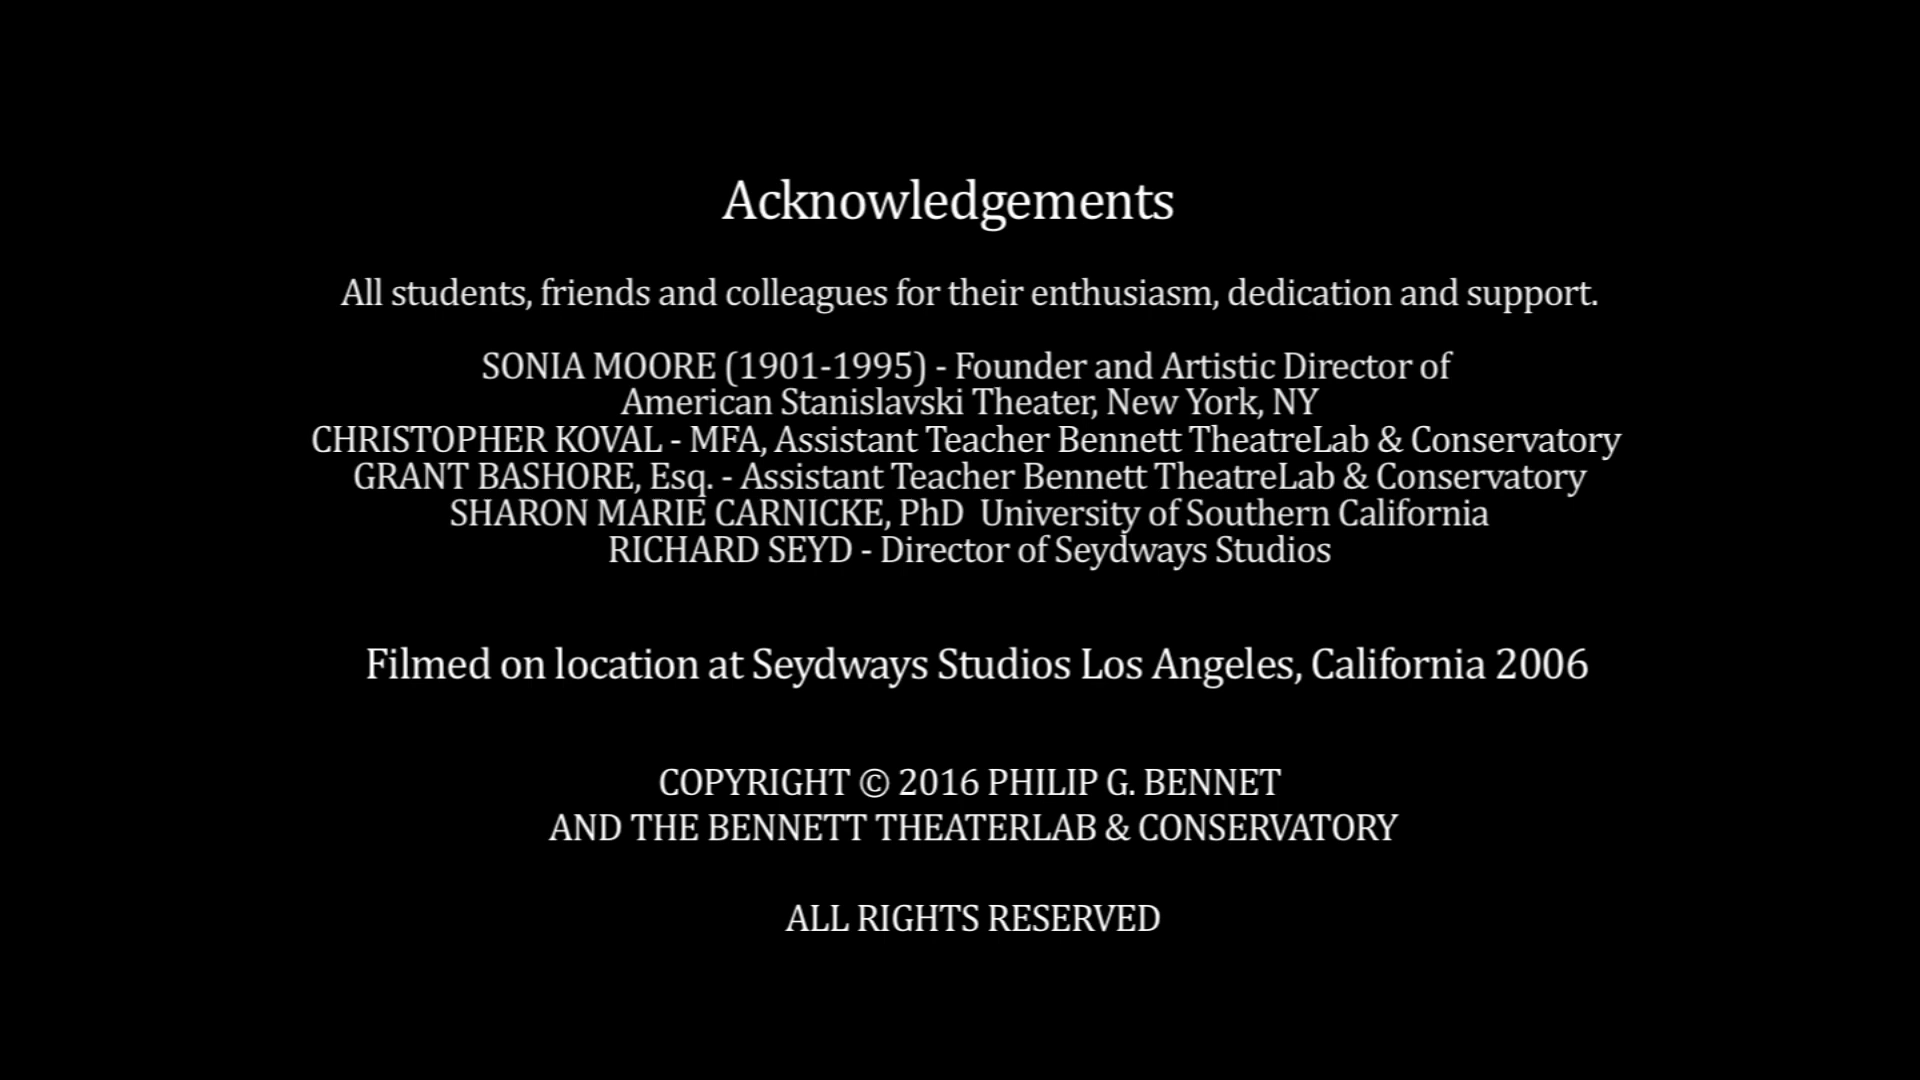 Acknowledgements
All students, friends and colleagues for their enthusiasm, dedication and support.
SONIA MOORE (1901-1995) - Founder and Artistic Director of
American Stanislavski Theater, New York, NY
CHRISTOPHER KOVAL - MFA, Assistant Teacher Bennett TheatreLab & Conservatory
GRANT BASHORE, Esq. - Assistant Teacher Bennett TheatreLab & Conservatory
SHARON MARIE CARNICKE, PhD  University of Southern California
RICHARD SEYD - Director of Seydways Studios
Filmed on location at Seydways Studios Los Angeles, California 2006
COPYRIGHT © 2016 PHILIP G. BENNET
AND THE BENNETT THEATERLAB & CONSERVATORY
ALL RIGHTS RESERVED